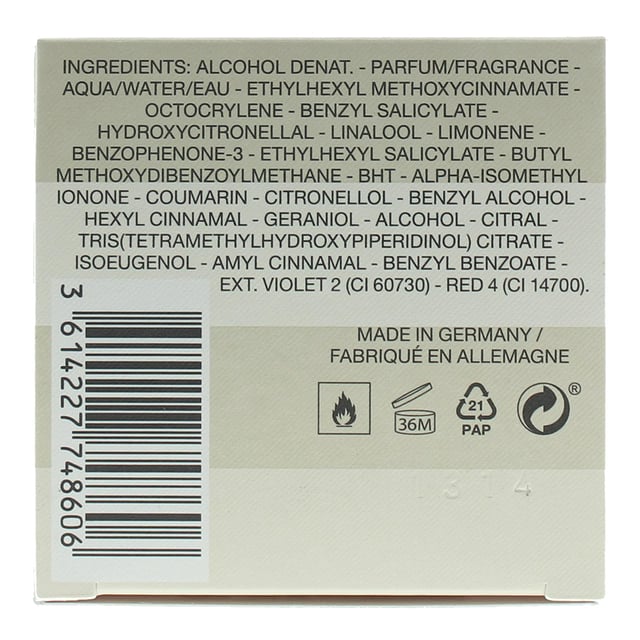 INGREDIENTS: ALCOHOL DENAT. - PARFUM/FRAGRANCE -
AQUA/WATER/EAU - ETHYLHEXYL METHOXYCINNAMATE -
OCTOCRYLENE - BENZYL SALICYLATE -
HYDROXYCITRONELLAL - LINALOOL - LIMONENE -
BENZOPHENONE-3 - ETHYLHEXYL SALICYLATE - BUTYL
METHOXYDIBENZOYLMETHANE - BHT - ALPHA-ISOMETHYL
IONONE - COUMARIN - CITRONELLOL - BENZYL ALCOHOL -
HEXYL CINNAMAL - GERANIOL - ALCOHOL - CITRAL -
TRIS(TETRAMETHYLHYDROXYPIPERIDINOL) CITRATE -
ISOEUGENOL - AMYL CINNAMAL - BENZYL BENZOATE -
EXT. VIOLET 2 (CI 60730) - RED 4 (CI 14700).
MADE IN GERMANY /
FABRIQUÉ EN ALLEMAGNE
36M
21
PAP
®
3 614227 748606
1314